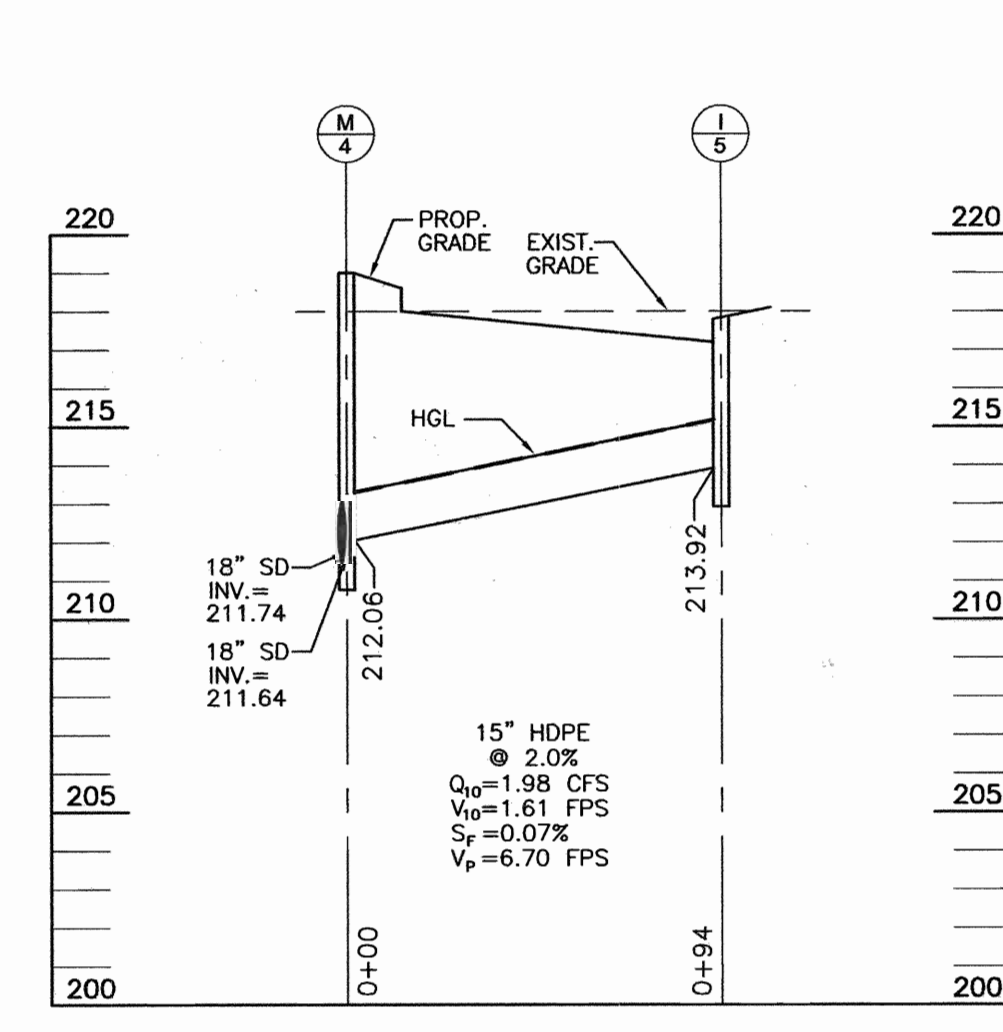 M
4
I
5
220
220
PROP.
GRADE
EXIST.
GRADE
215
215
HGL
18" SD
INV.=
211.74
210
210
18" SD
INV.=
211.64
212.06
213.92
15" HDPE
@ 2.0%
Q10=1.98 CFS
V10=1.61 FPS
SF=0.07%
VP=6.70 FPS
205
205
0+00
0+94
200
200